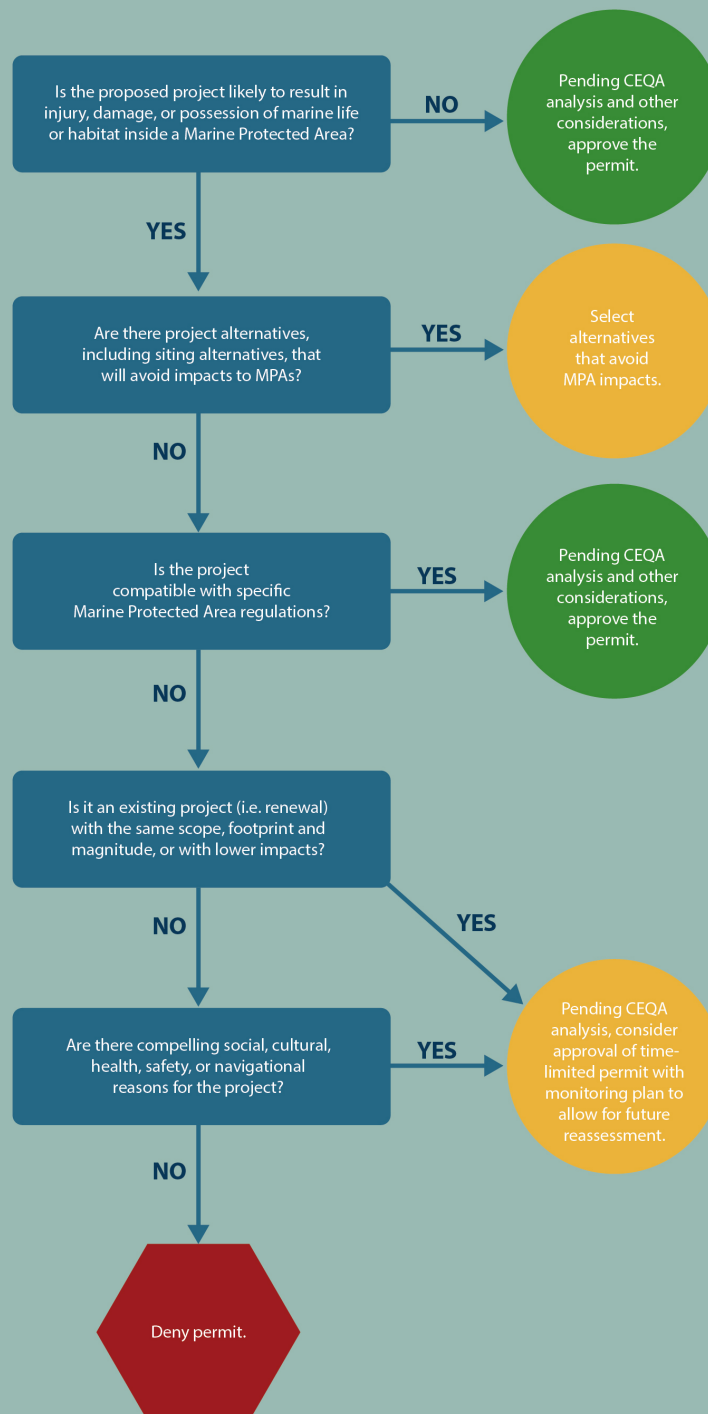 Is the proposed project likely to result in
injury, damage, or possession of marine life
or habitat inside a Marine Protected Area?
NO
Pending CEQA
analysis and other
considerations,
approve the
permit.
YES
Are there project alternatives,
including siting alternatives, that
will avoid impacts to MPAs?
YES
Select
alternatives
that avoid
MPA impacts.
NO
Is the project
compatible with specific
Marine Protected Area regulations?
YES
Pending CEQA
analysis and other
considerations,
approve the
permit.
NO
Is it an existing project (i.e. renewal)
with the same scope, footprint and
magnitude, or with lower impacts?
YES
NO
Are there compelling social, cultural,
health, safety, or navigational
reasons for the project?
YES
Pending CEQA
analysis, consider
approval of time-
limited permit with
monitoring plan to
allow for future
reassessment.
NO
Deny permit.